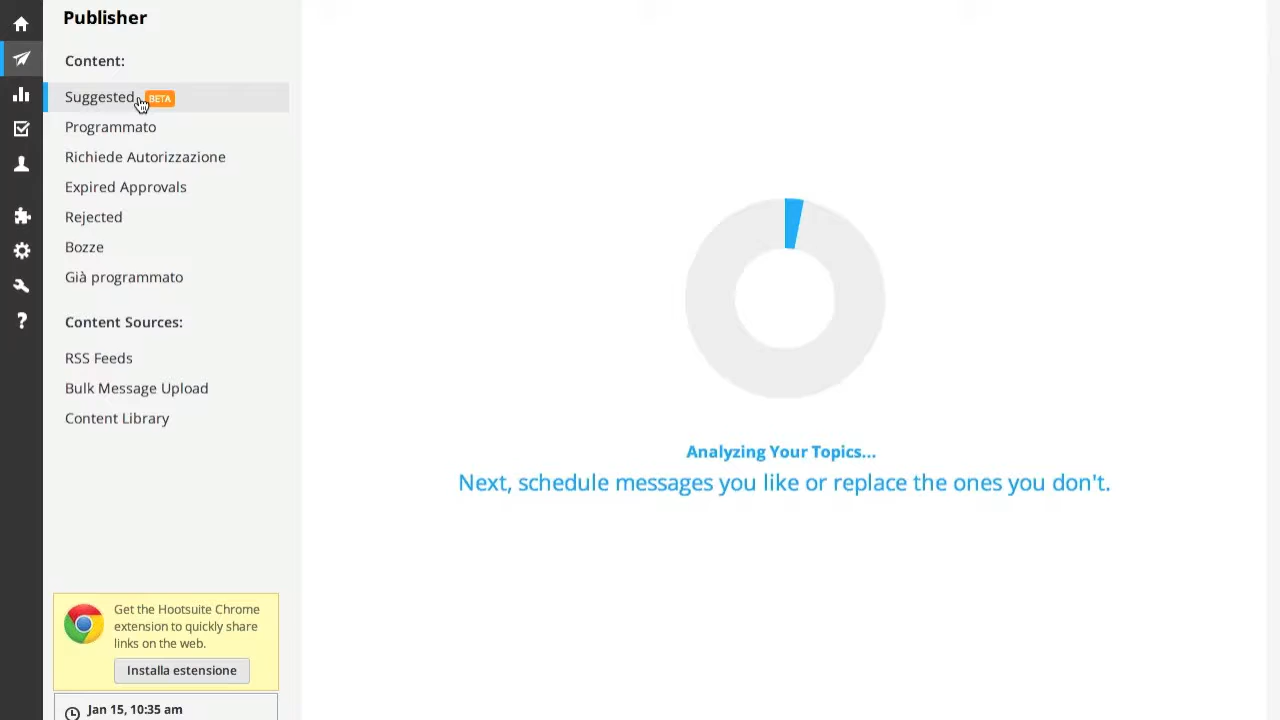 Publisher
Content:
Suggested BETA
Programmato
Richiede Autorizzazione
Expired Approvals
Rejected
Bozze
Già programmato
Content Sources:
RSS Feeds
Bulk Message Upload
Content Library
Analyzing Your Topics...
Next, schedule messages you like or replace the ones you don't.
Get the Hootsuite Chrome
extension to quickly share
links on the web.
Installa estensione
Jan 15, 10:35 am